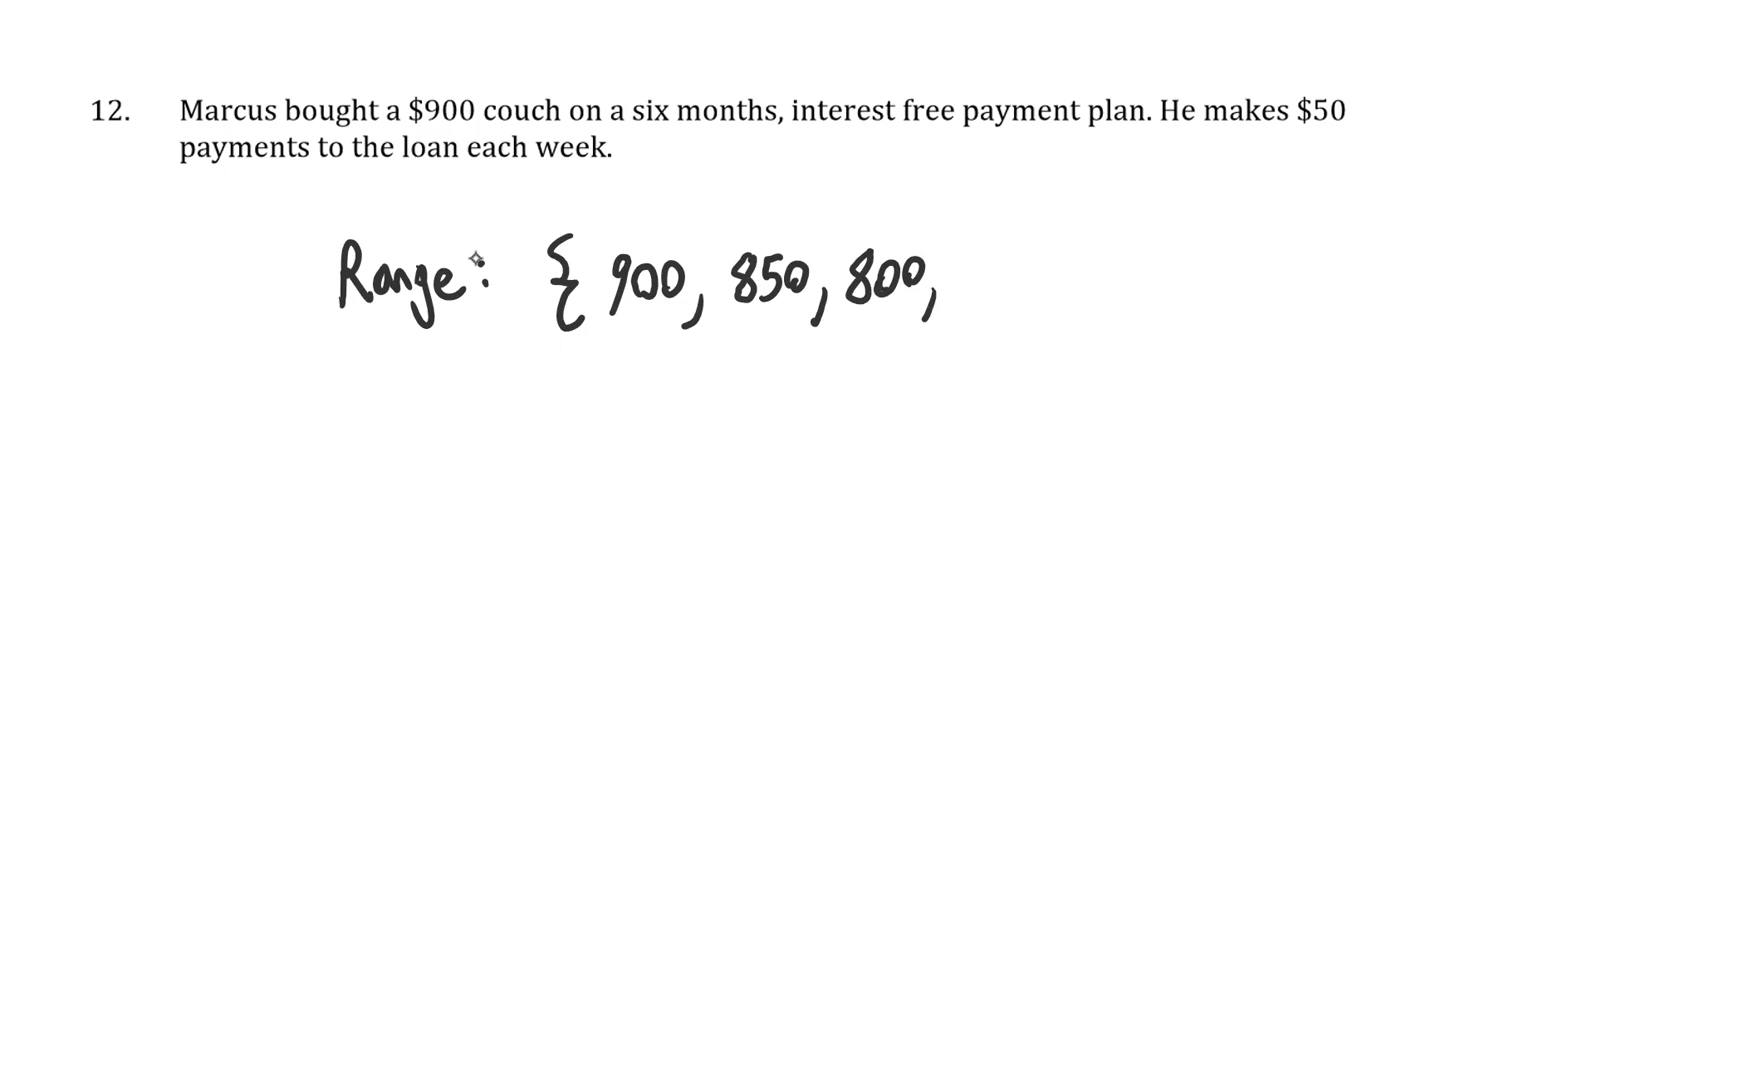 12. Marcus bought a $900 couch on a six months, interest free payment plan. He makes $50
payments to the loan each week.
Range: { 900, 850, 800,